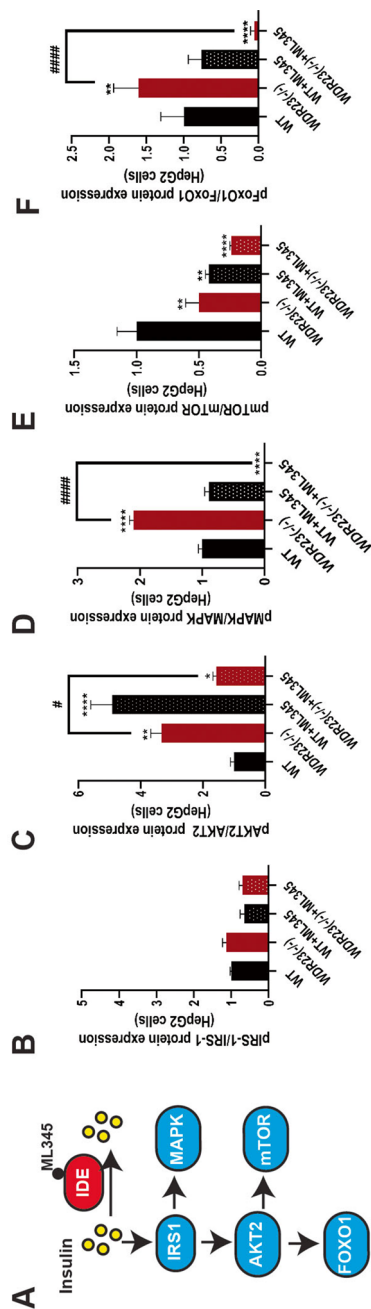 A
Insulin
ML345
IDE
IRS1
MAPK
AKT2
mTOR
FOXO1
B
pIRS-1/IRS-1 protein expression
(HepG2 cells)
5
4
3
2
1
0
WT
WDR23(-/-)
WT+ML345
WDR23(-/-)+ML345
C
pAKT2/AKT2 protein expression
(HepG2 cells)
6
4
2
0
#
**
****
*
WT
WDR23(-/-)
WT+ML345
WDR23(-/-)+ML345
D
pMAPK/MAPK protein expression
(HepG2 cells)
3
2
1
0
####
****
****
WT
WDR23(-/-)
WT+ML345
WDR23(-/-)+ML345
E
pmTOR/mTOR protein expression
(HepG2 cells)
1.5
1.0
0.5
0.0
**
**
****
WT
WDR23(-/-)
WT+ML345
WDR23(-/-)+ML345
F
pFoxO1/FoxO1 protein expression
(HepG2 cells)
2.5
2.0
1.5
1.0
0.5
0.0
####
**
****
WT
WDR23(-/-)
WT+ML345
WDR23(-/-)+ML345